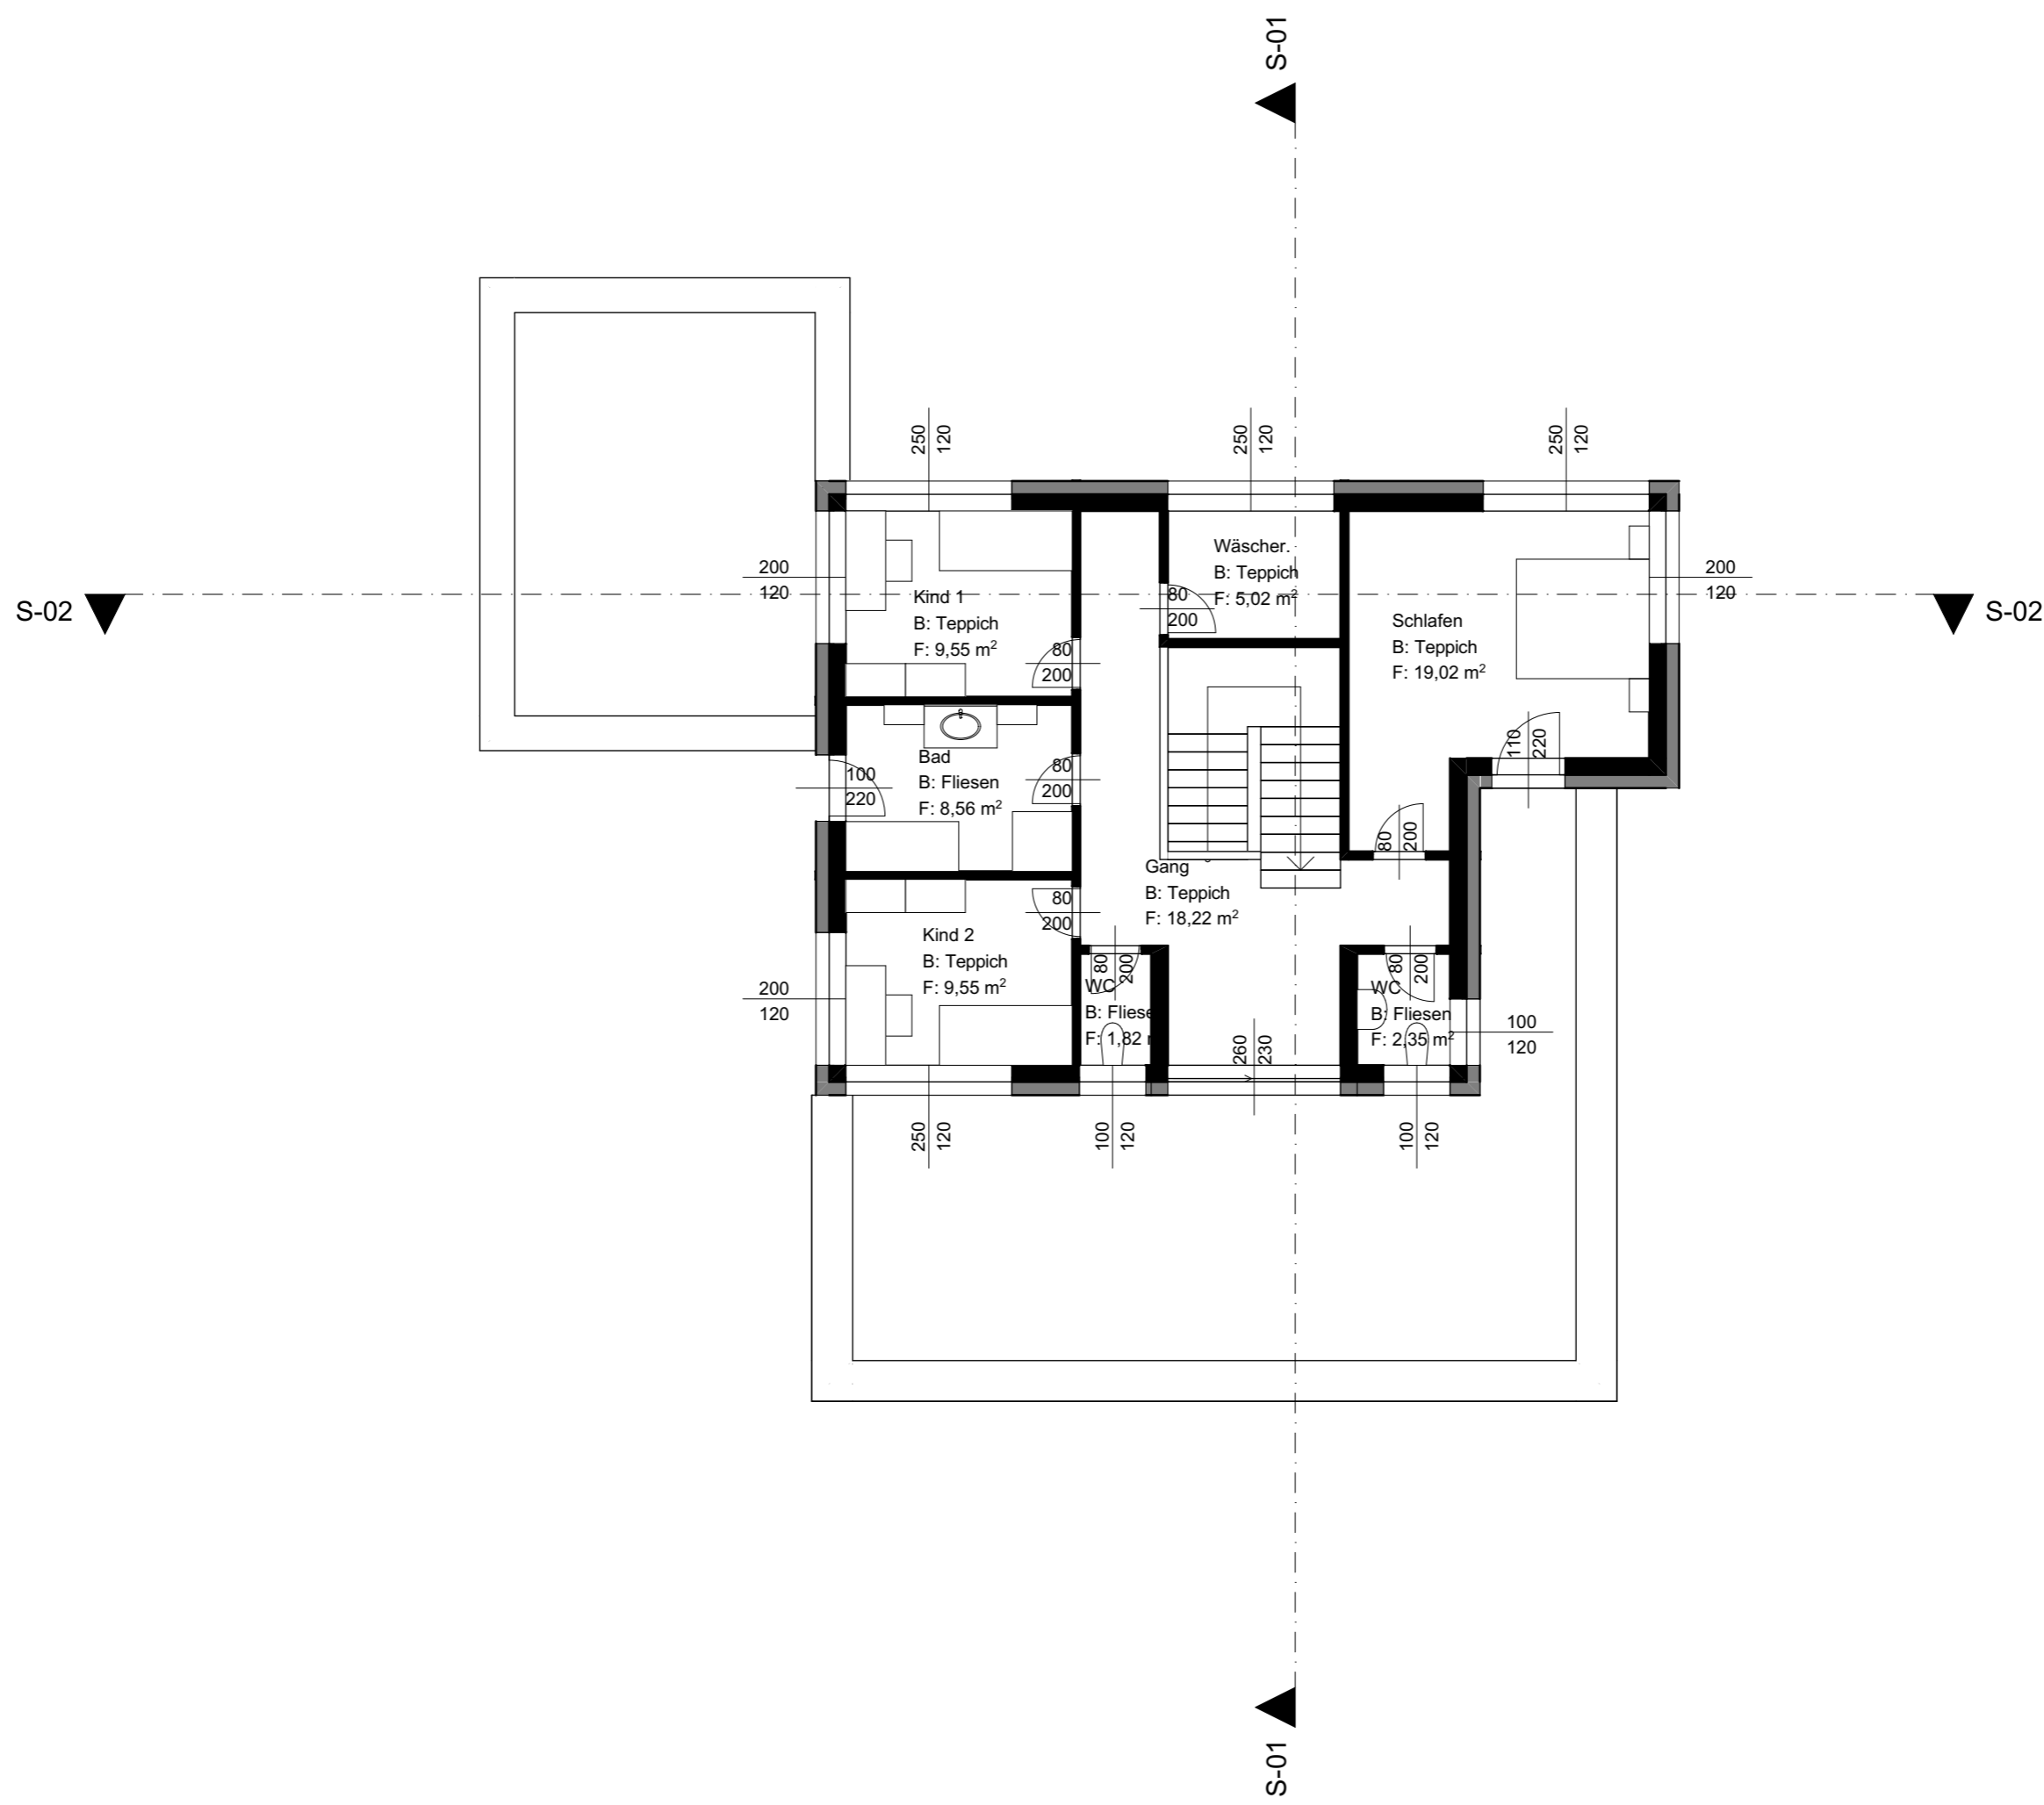 S-01
250
120
250
120
250
120
200
120
Kind 1
B: Teppich
F: 9,55 m²
80
200
Wäscher.
B: Teppich
F: 5,02 m²
80
200
Schlafen
B: Teppich
F: 19,02 m²
200
120
S-02
S-02
110
220
Bad
B: Fliesen
F: 8,56 m²
100
220
80
200
80
200
Gang
B: Teppich
F: 18,22 m²
80
200
Kind 2
B: Teppich
F: 9,55 m²
200
120
80
200
WC
B: Fliese
F: 1,82
80
200
WC
B: Fliesen
F: 2,35 m²
100
120
260
230
250
120
100
120
100
120
S-01